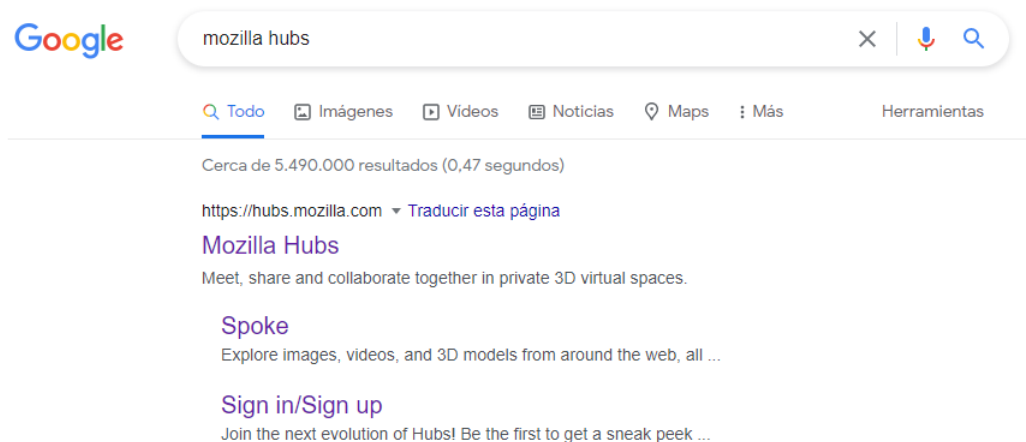 Google
mozilla hubs
Todo Imágenes Videos Noticias Maps Más Herramientas
Cerca de 5.490.000 resultados (0,47 segundos)
https://hubs.mozilla.com Traducir esta página
Mozilla Hubs
Meet, share and collaborate together in private 3D virtual spaces.
Spoke
Explore images, videos, and 3D models from around the web, all ...
Sign in/Sign up
Join the next evolution of Hubs! Be the first to get a sneak peek ...